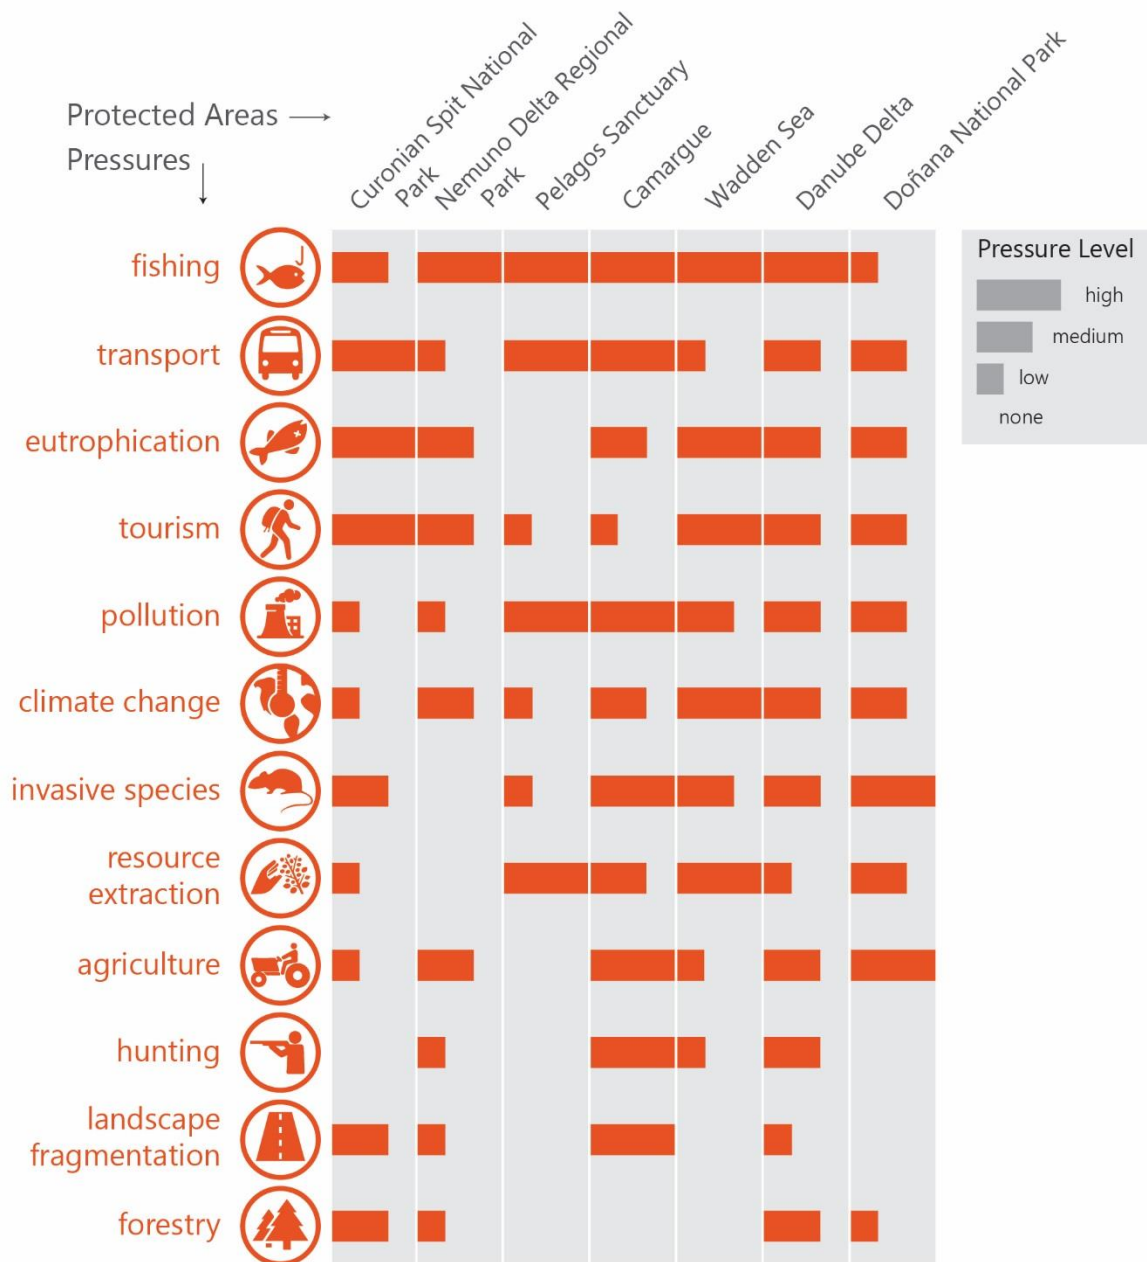 Protected Areas →
Pressures ↓
Curonian Spit National
Park
Nemuno Delta Regional
Park
Pelagos Sanctuary
Camargue
Wadden Sea
Danube Delta
Doñana National Park
fishing
transport
eutrophication
tourism
pollution
climate change
invasive species
resource
extraction
agriculture
hunting
landscape
fragmentation
forestry
Pressure Level
high
medium
low
none